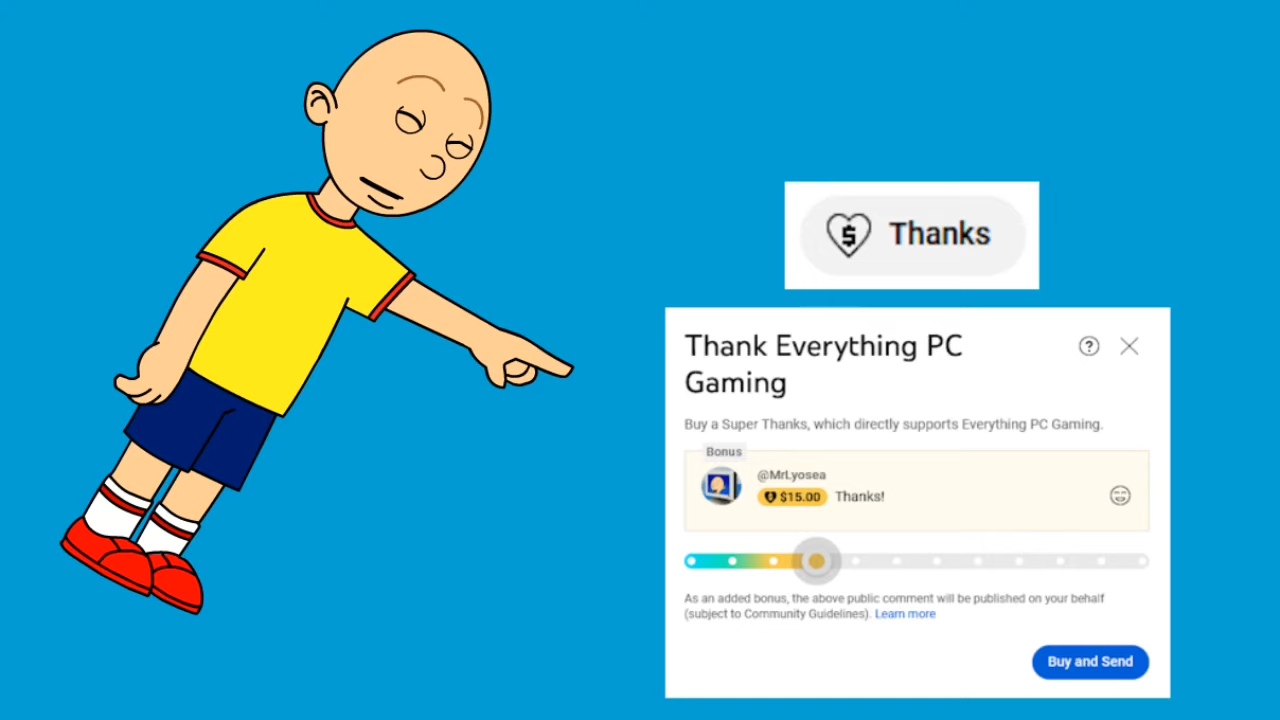 $ Thanks
Thank Everything PC
Gaming
Buy a Super Thanks, which directly supports Everything PC Gaming.
Bonus
@MrLyosea
$15.00 Thanks!
As an added bonus, the above public comment will be published on your behalf
(subject to Community Guidelines). Learn more
Buy and Send